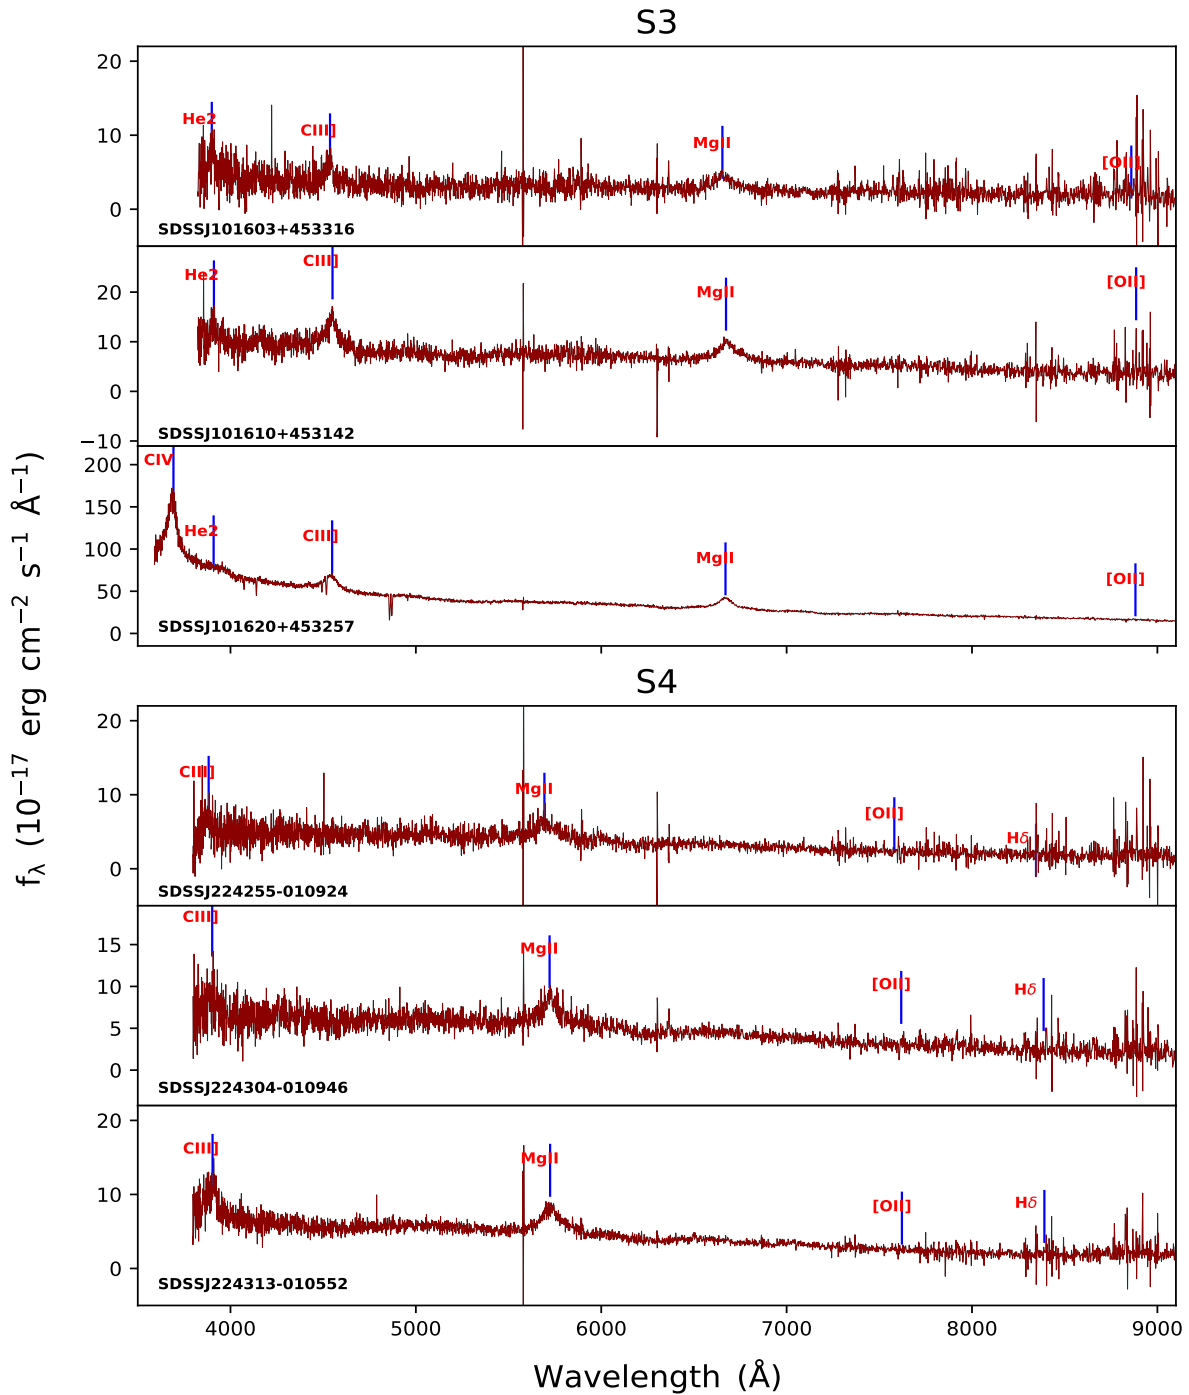 S3
20
10
0
He2
CIII]
MgII
[OII]
SDSSJ101603+453316
20
10
0
−10
He2
CIII]
MgII
[OII]
SDSSJ101610+453142
200
150
100
50
0
CIV
He2
CIII]
MgII
[OII]
SDSSJ101620+453257
fλ (10⁻¹⁷ erg cm⁻² s⁻¹ Å⁻¹)
S4
20
10
0
CIII]
MgII
[OII]
Hδ
SDSSJ224255-010924
15
10
5
0
CIII]
MgII
[OII]
Hδ
SDSSJ224304-010946
20
10
0
CIII]
MgII
[OII]
Hδ
SDSSJ224313-010552
4000 5000 6000 7000 8000 9000
Wavelength (Å)